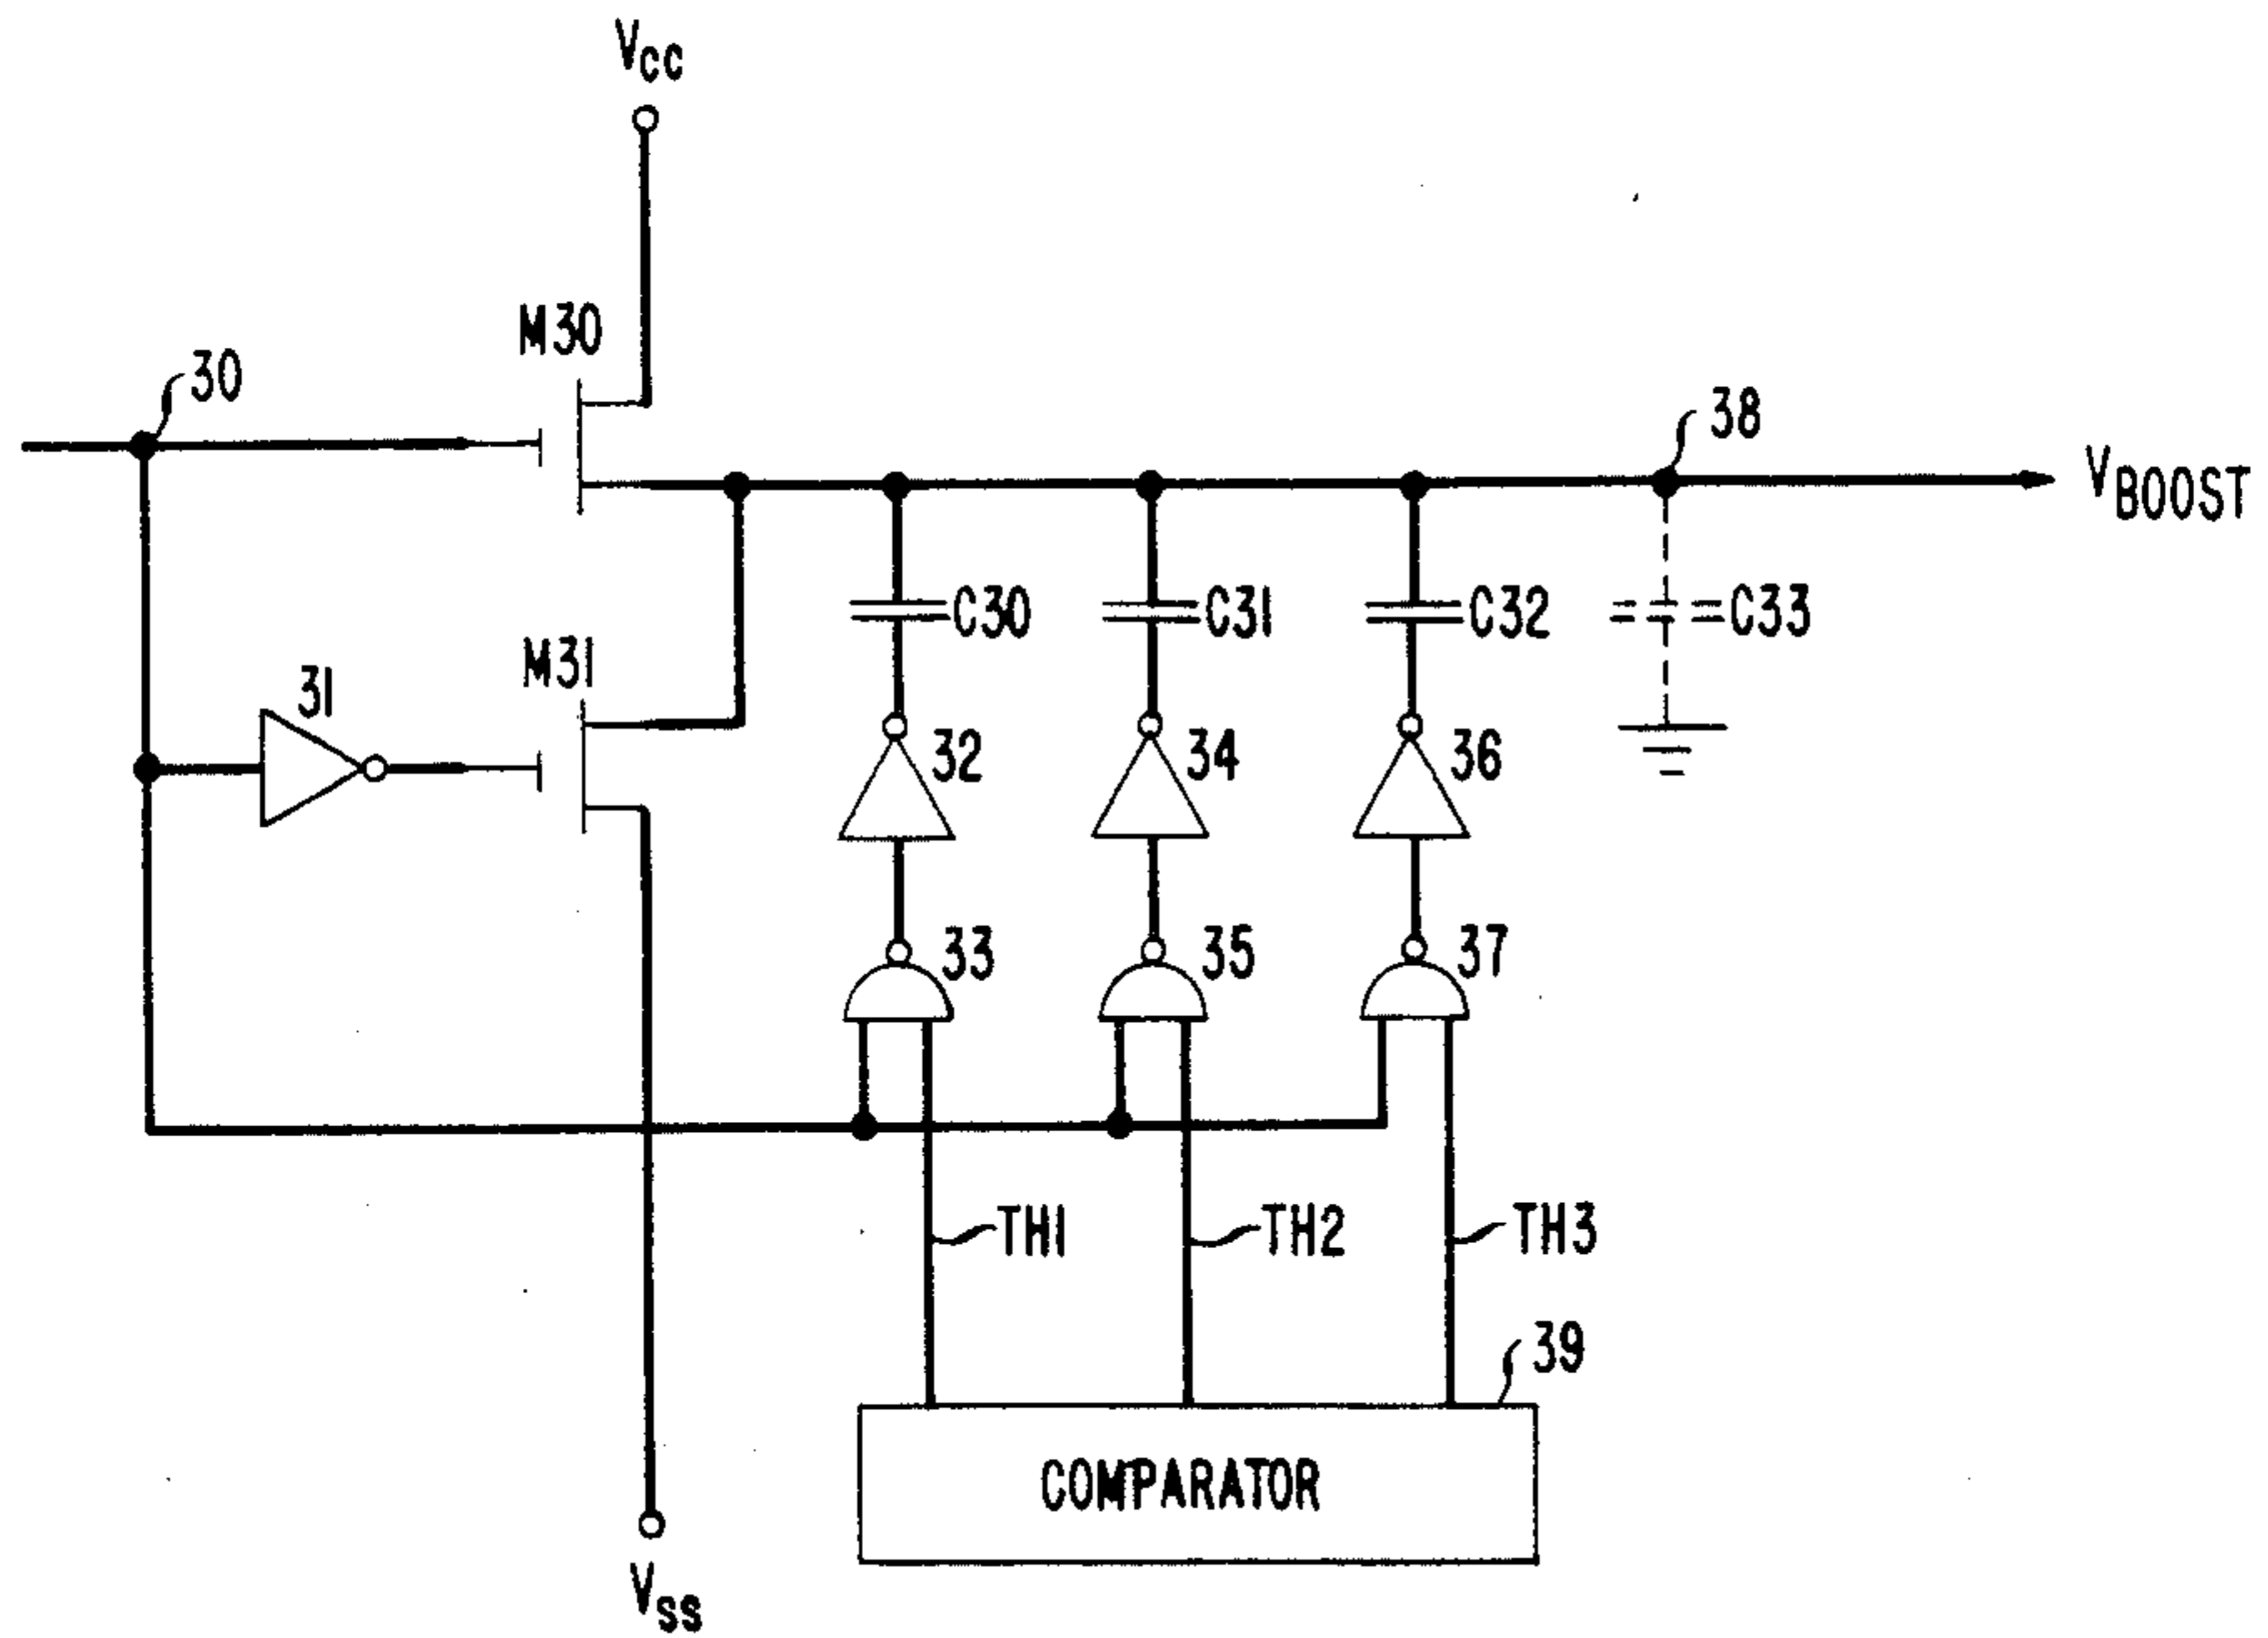 VCC
M30
30
38
VBOOST
C30
C31
C32
C33
M31
31
32
34
36
33
35
37
TH1
TH2
TH3
39
COMPARATOR
VSS